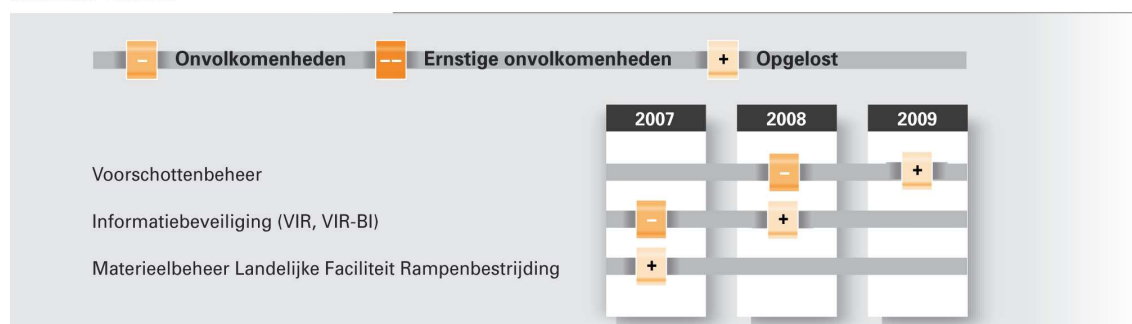 – Onvolkomenheden –– Ernstige onvolkomenheden + Opgelost
2007 2008 2009
Voorschottenbeheer – +
Informatiebeveiliging (VIR, VIR-BI) – +
Materieelbeheer Landelijke Faciliteit Rampenbestrijding +